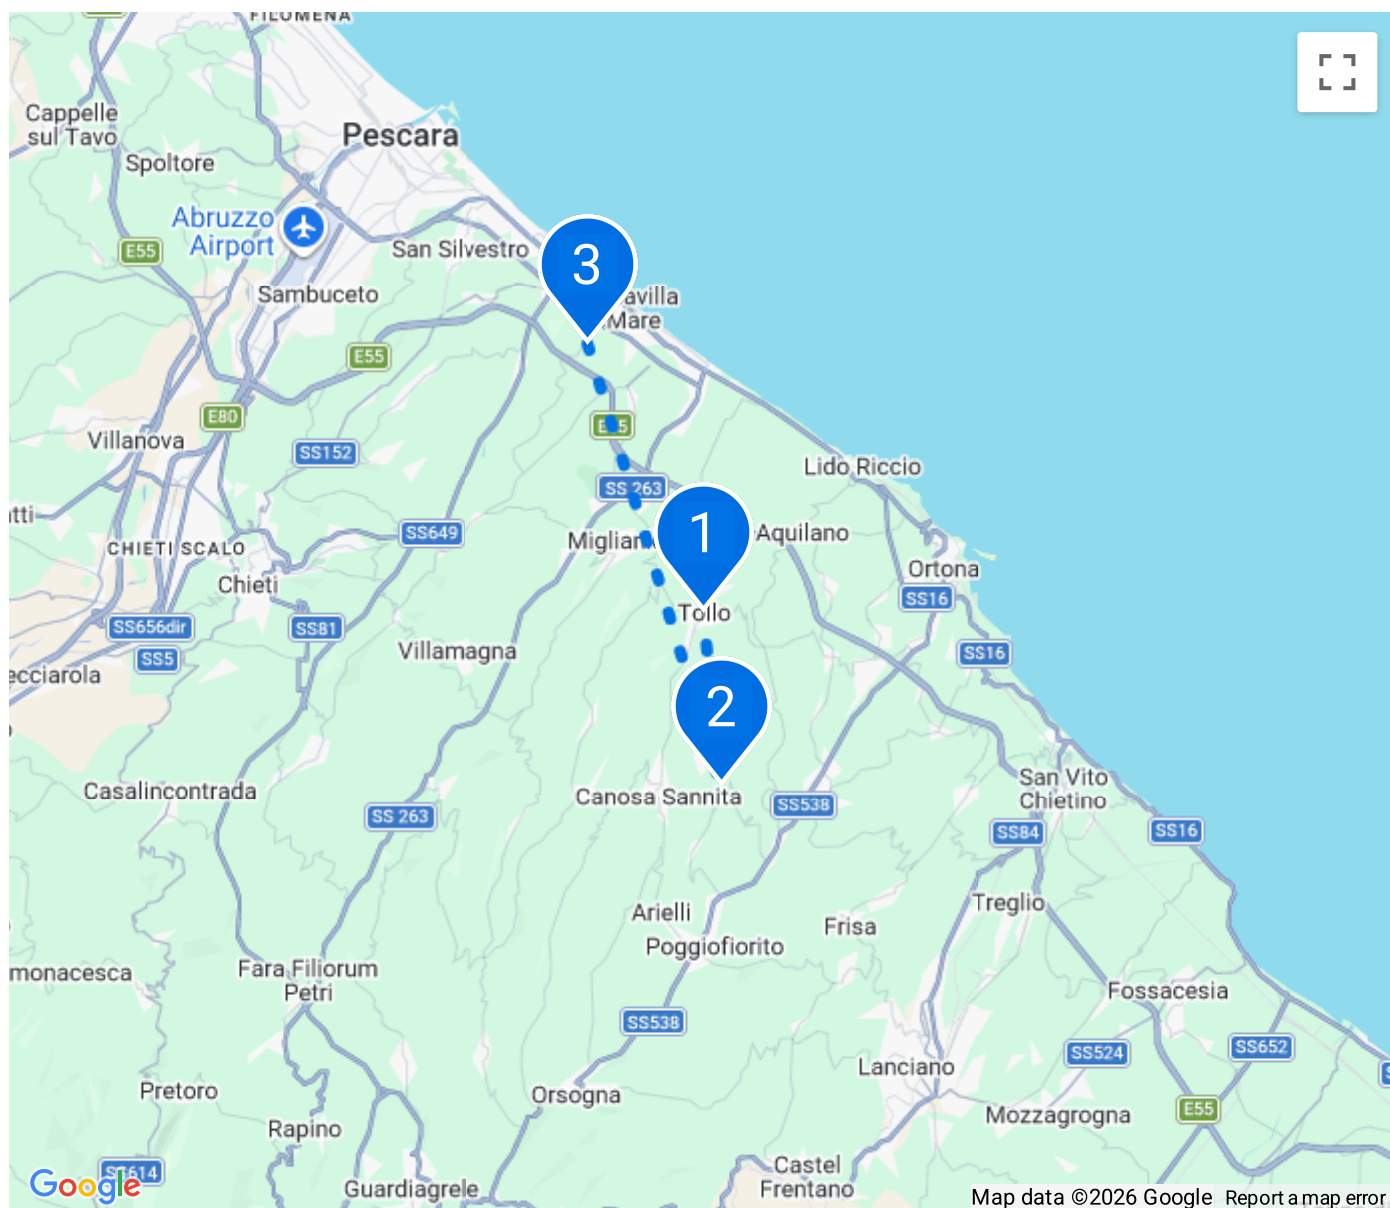 FILOMENA
Cappelle
sul Tavo
Pescara
Spoltore
Abruzzo
Airport
E55
San Silvestro
3
Sambuceto
avilla
Mare
E55
E80
Villanova
SS152
Lido Riccio
SS 263
tti
SS649
1
Aquilano
CHIETI SCALO
Chieti
Ortona
SS16
Tollo
SS656dir
SS81
SS5
Villamagna
SS16
ecciarola
2
San Vito
Chietino
Casalincontrada
Canosa Sannita
SS538
SS 263
SS84
SS16
Treglio
Arielli
Frisa
Poggiofiorito
monacesca
Fara Filiorum
Petri
Fossacesia
SS538
SS524
SS652
Lanciano
Pretoro
Orsogna
E55
Mozzagrogna
Rapino
Castel
Frentano
SS614
Google
Guardiagrele
Map data ©2026 Google
Report a map error